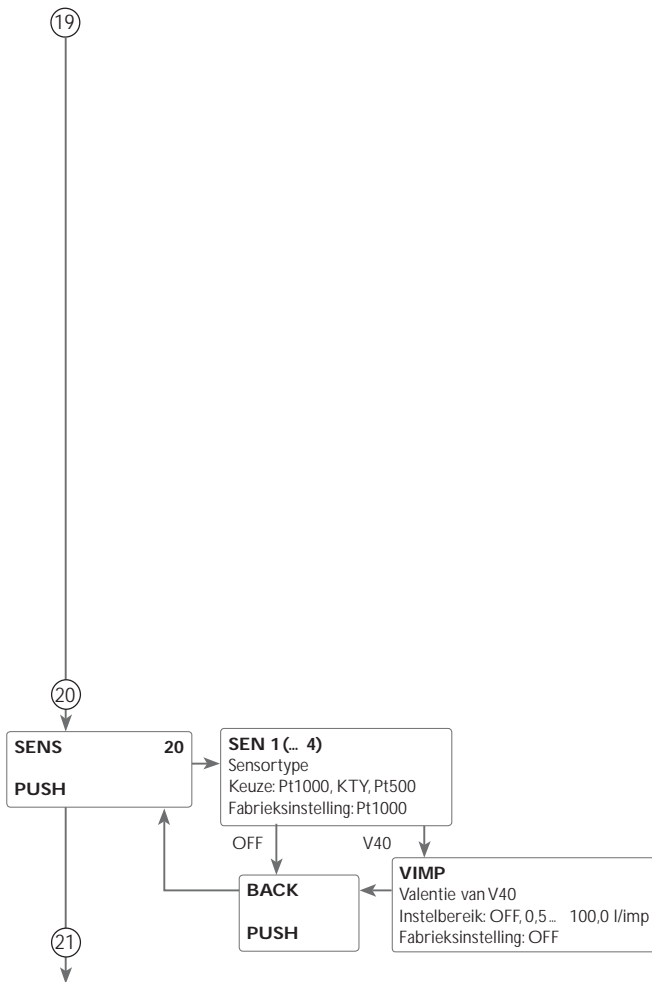 19
20
SENS 20
PUSH
SEN 1 (... 4)
Sensortype
Keuze: Pt1000, KTY, Pt500
Fabrieksinstelling: Pt1000
OFF
V40
BACK
PUSH
VIMP
Valentie van V40
Instelbereik: OFF, 0,5 ... 100,0 l/imp
Fabrieksinstelling: OFF
21